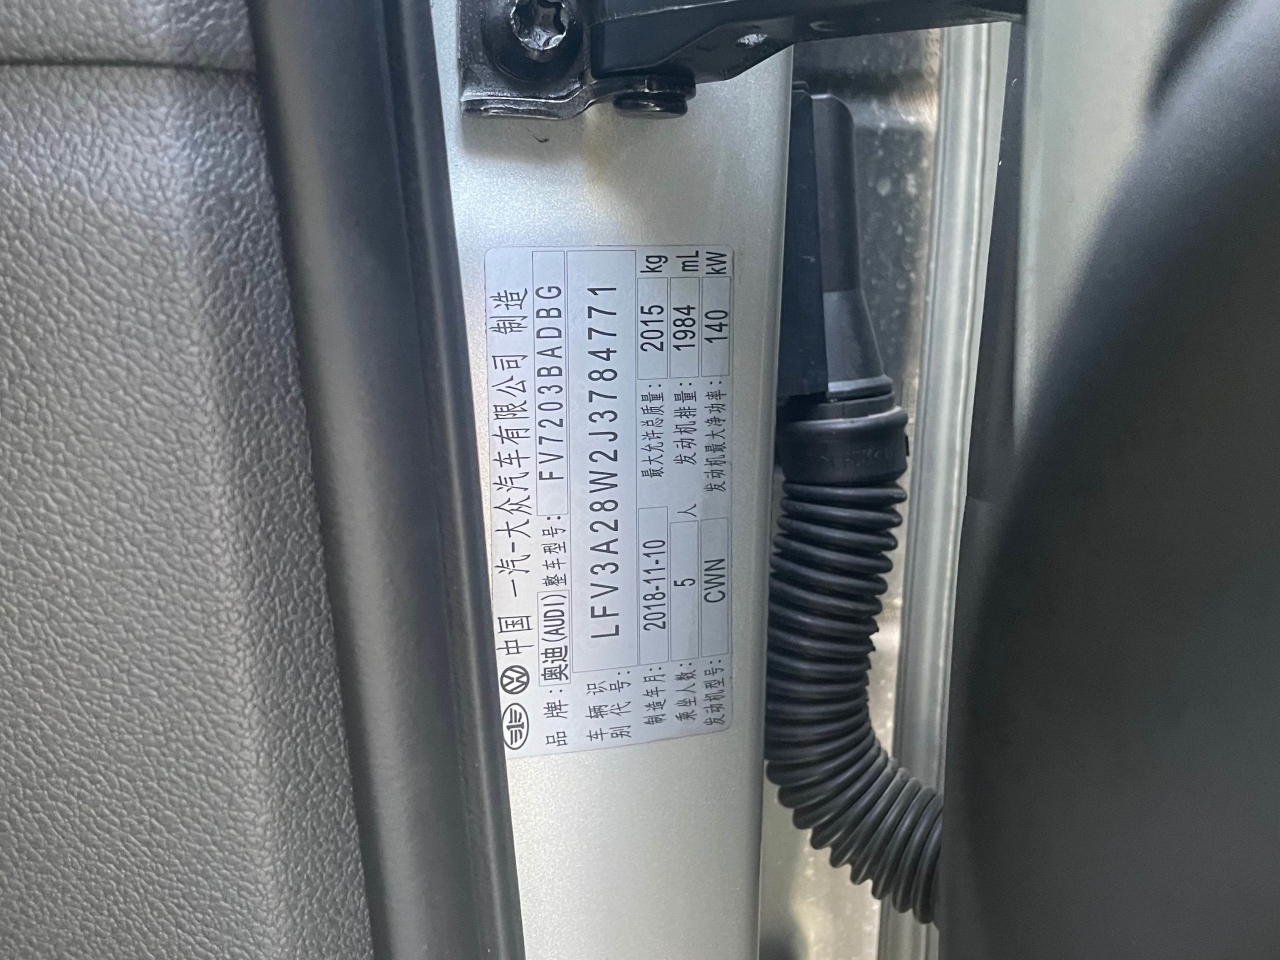 中国 一汽-大众汽车有限公司 制造
品 牌: 奥迪(AUDI) 整车型号: FV7203BADBG
车辆识别代号: LFV3A28W2J3784771
制造年月: 2018-11-10 最大允许总质量: 2015 kg
乘坐人数: 5 人 发动机排量: 1984 mL
发动机型号: CWN 发动机最大净功率: 140 kW